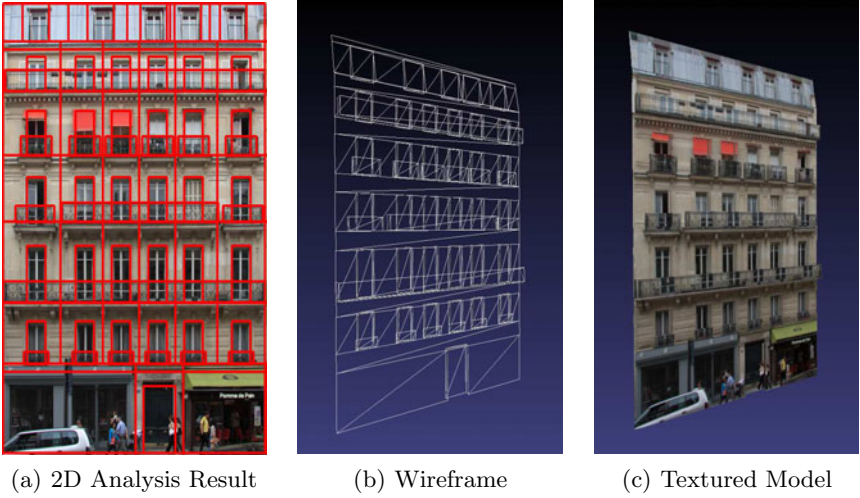 Pomme de Pain
(a) 2D Analysis Result
(b) Wireframe
(c) Textured Model